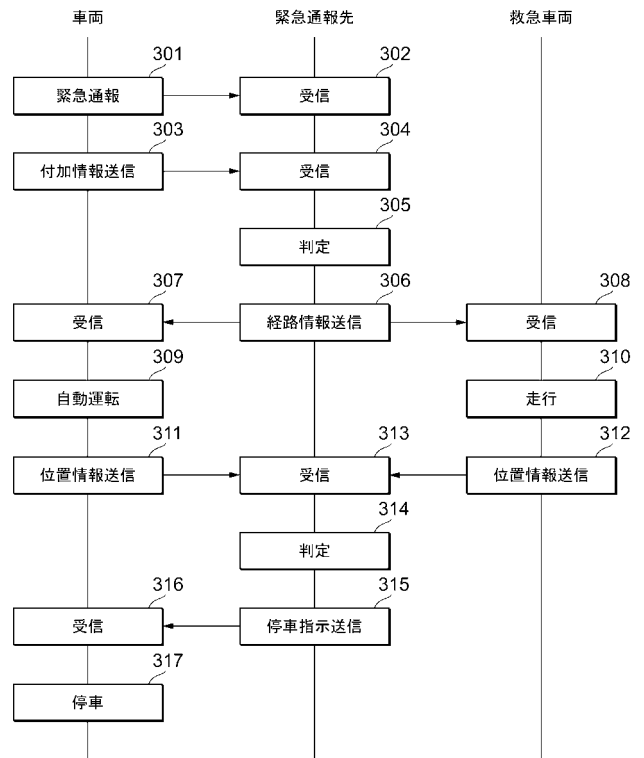 車両 緊急通報先 救急車両
301 302
緊急通報 受信
303 304
付加情報送信 受信
305
判定
307 306 308
受信 経路情報送信 受信
309 310
自動運転 走行
311 313 312
位置情報送信 受信 位置情報送信
314
判定
316 315
受信 停車指示送信
317
停車